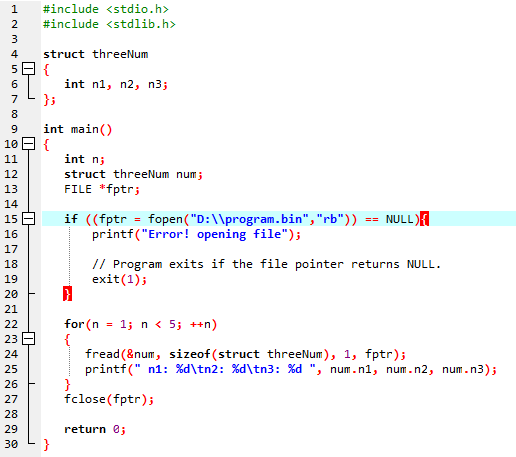 1 #include <stdio.h>
2 #include <stdlib.h>
3
4 struct threeNum
5 {
6 int n1, n2, n3;
7 };
8
9 int main()
10 {
11 int n;
12 struct threeNum num;
13 FILE *fptr;
14
15 if ((fptr = fopen("D:\\program.bin","rb")) == NULL){
16 printf("Error! opening file");
17
18 // Program exits if the file pointer returns NULL.
19 exit(1);
20 }
21
22 for(n = 1; n < 5; ++n)
23 {
24 fread(&num, sizeof(struct threeNum), 1, fptr);
25 printf(" n1: %d\tn2: %d\tn3: %d ", num.n1, num.n2, num.n3);
26 }
27 fclose(fptr);
28
29 return 0;
30 }